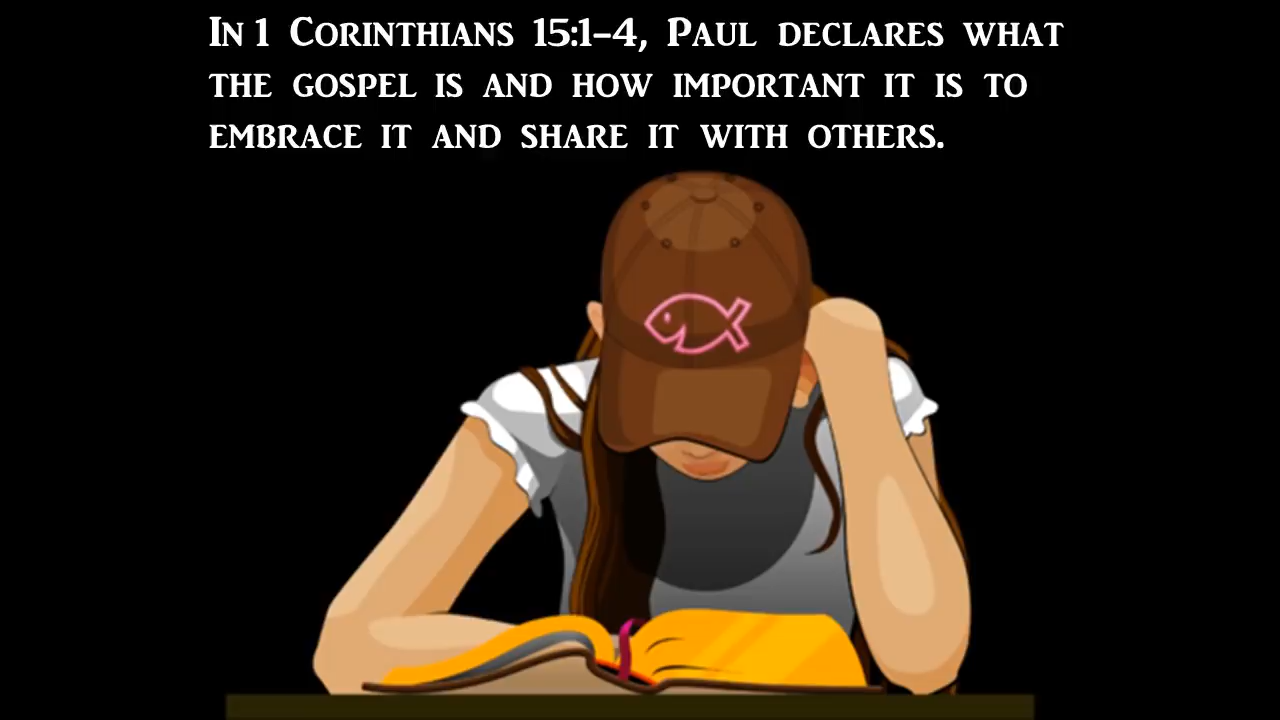 In 1 Corinthians 15:1–4, Paul declares what
the gospel is and how important it is to
embrace it and share it with others.